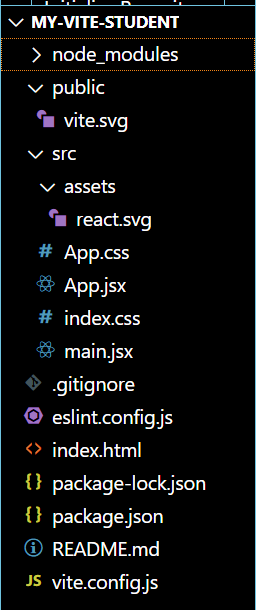 MY-VITE-STUDENT
node_modules
public
vite.svg
src
assets
react.svg
# App.css
App.jsx
# index.css
main.jsx
.gitignore
eslint.config.js
<> index.html
{} package-lock.json
{} package.json
README.md
JS vite.config.js